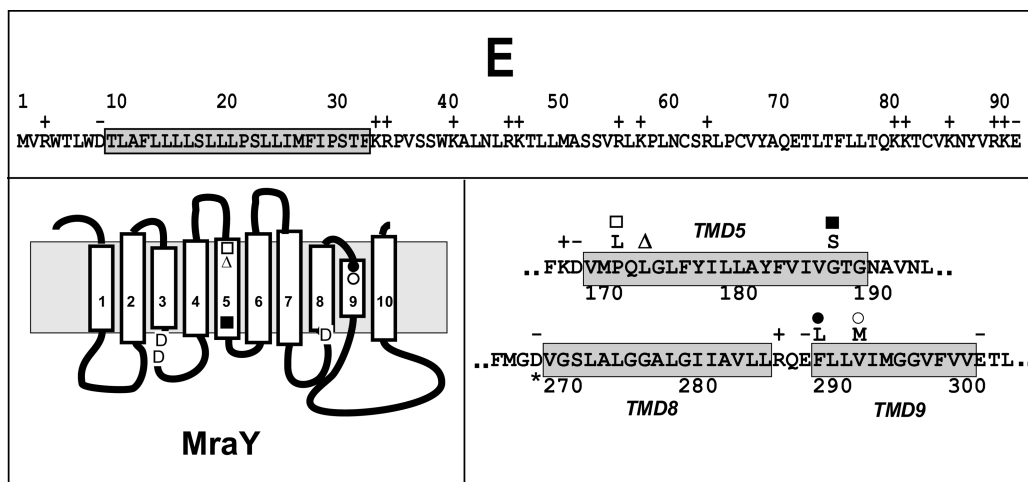 E
1 10 20 30 40 50 60 70 80 90
+ - ++ + ++ + + + ++ + ++-
MVRWTLWDTLAFLLLLSLLLPSLLIMFIPSTFKRPVSSWKALNLRKTLLMASSVRLKPLNCSRLPCVYAQETLTFLLTQKKTCVKNYVRKE
Δ
1 2 3 4 5 6 7 8 9 10
D D
D
MraY
TMD5
+- L Δ S
..FKDVMPQLGLFYILLAYFVIVGTGNAVNL..
170 180 190
- + -L M -
..FMGDVGSLALGGALGIIAVLLRQEFLLVIMGGVFVVETL..
*270 280 290 300
TMD8 TMD9